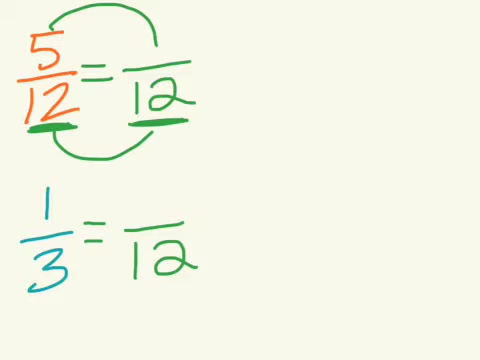 5/12 = /12
1/3 = /12